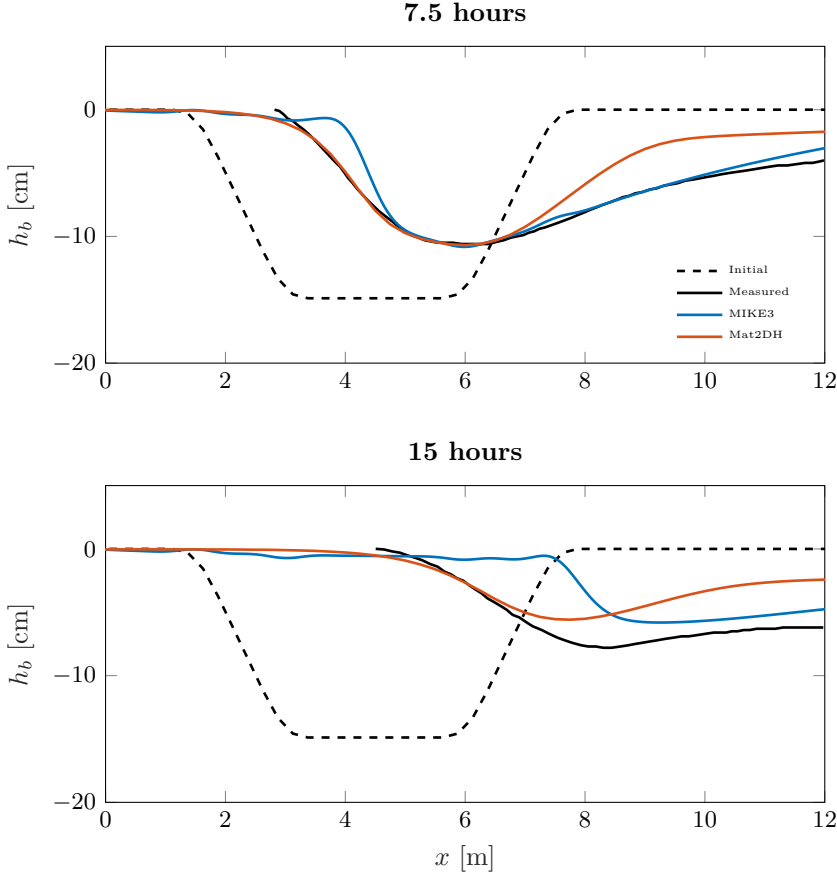 7.5 hours
0
−10
−20
h_b [cm]
Initial
Measured
MIKE3
Mat2DH
0 2 4 6 8 10 12
15 hours
0
−10
−20
h_b [cm]
0 2 4 6 8 10 12
x [m]